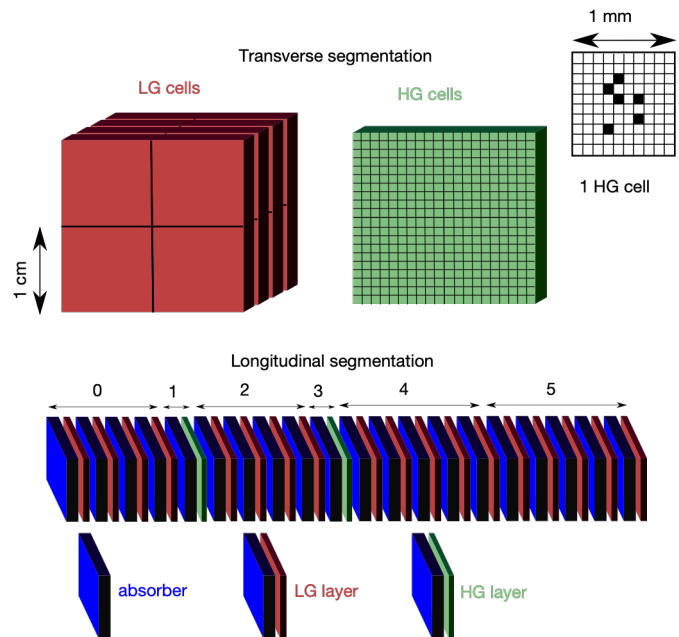 1 mm
Transverse segmentation
LG cells
HG cells
1 HG cell
1 cm
Longitudinal segmentation
0 1 2 3 4 5
absorber
LG layer
HG layer